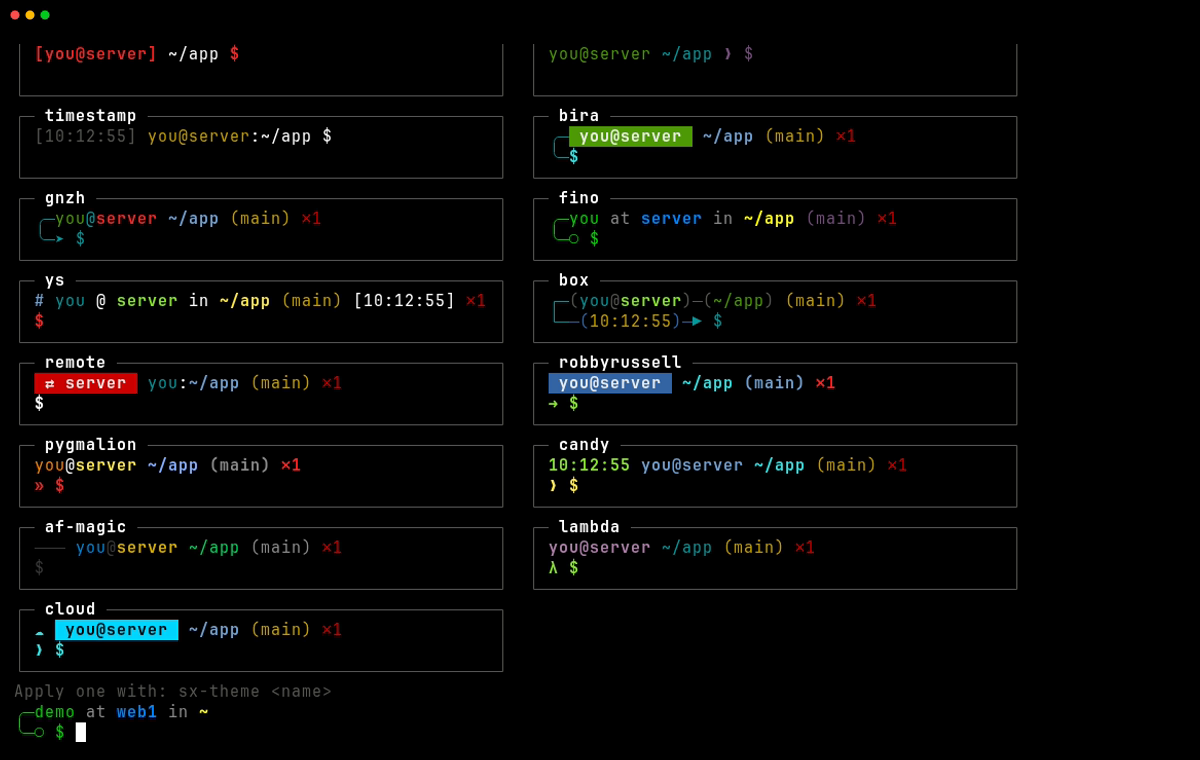 [you@server] ~/app $
you@server ~/app ❯ $
timestamp
[10:12:55] you@server:~/app $
bira
╭─ you@server  ~/app (main) ×1
╰─$
gnzh
╭─you@server ~/app (main) ×1
╰─➤ $
fino
╭─you at server in ~/app (main) ×1
╰─○ $
ys
# you @ server in ~/app (main) [10:12:55] ×1
$
box
┌─(you@server)─(~/app) (main) ×1
└──(10:12:55)─► $
remote
⇄ server  you:~/app (main) ×1
$
robbyrussell
you@server  ~/app (main) ×1
➜ $
pygmalion
you@server ~/app (main) ×1
» $
candy
10:12:55 you@server ~/app (main) ×1
❯ $
af-magic
─── you@server ~/app (main) ×1
$
lambda
you@server ~/app (main) ×1
λ $
cloud
☁ you@server  ~/app (main) ×1
❯ $
Apply one with: sx-theme <name>
╭─demo at web1 in ~
╰─○ $